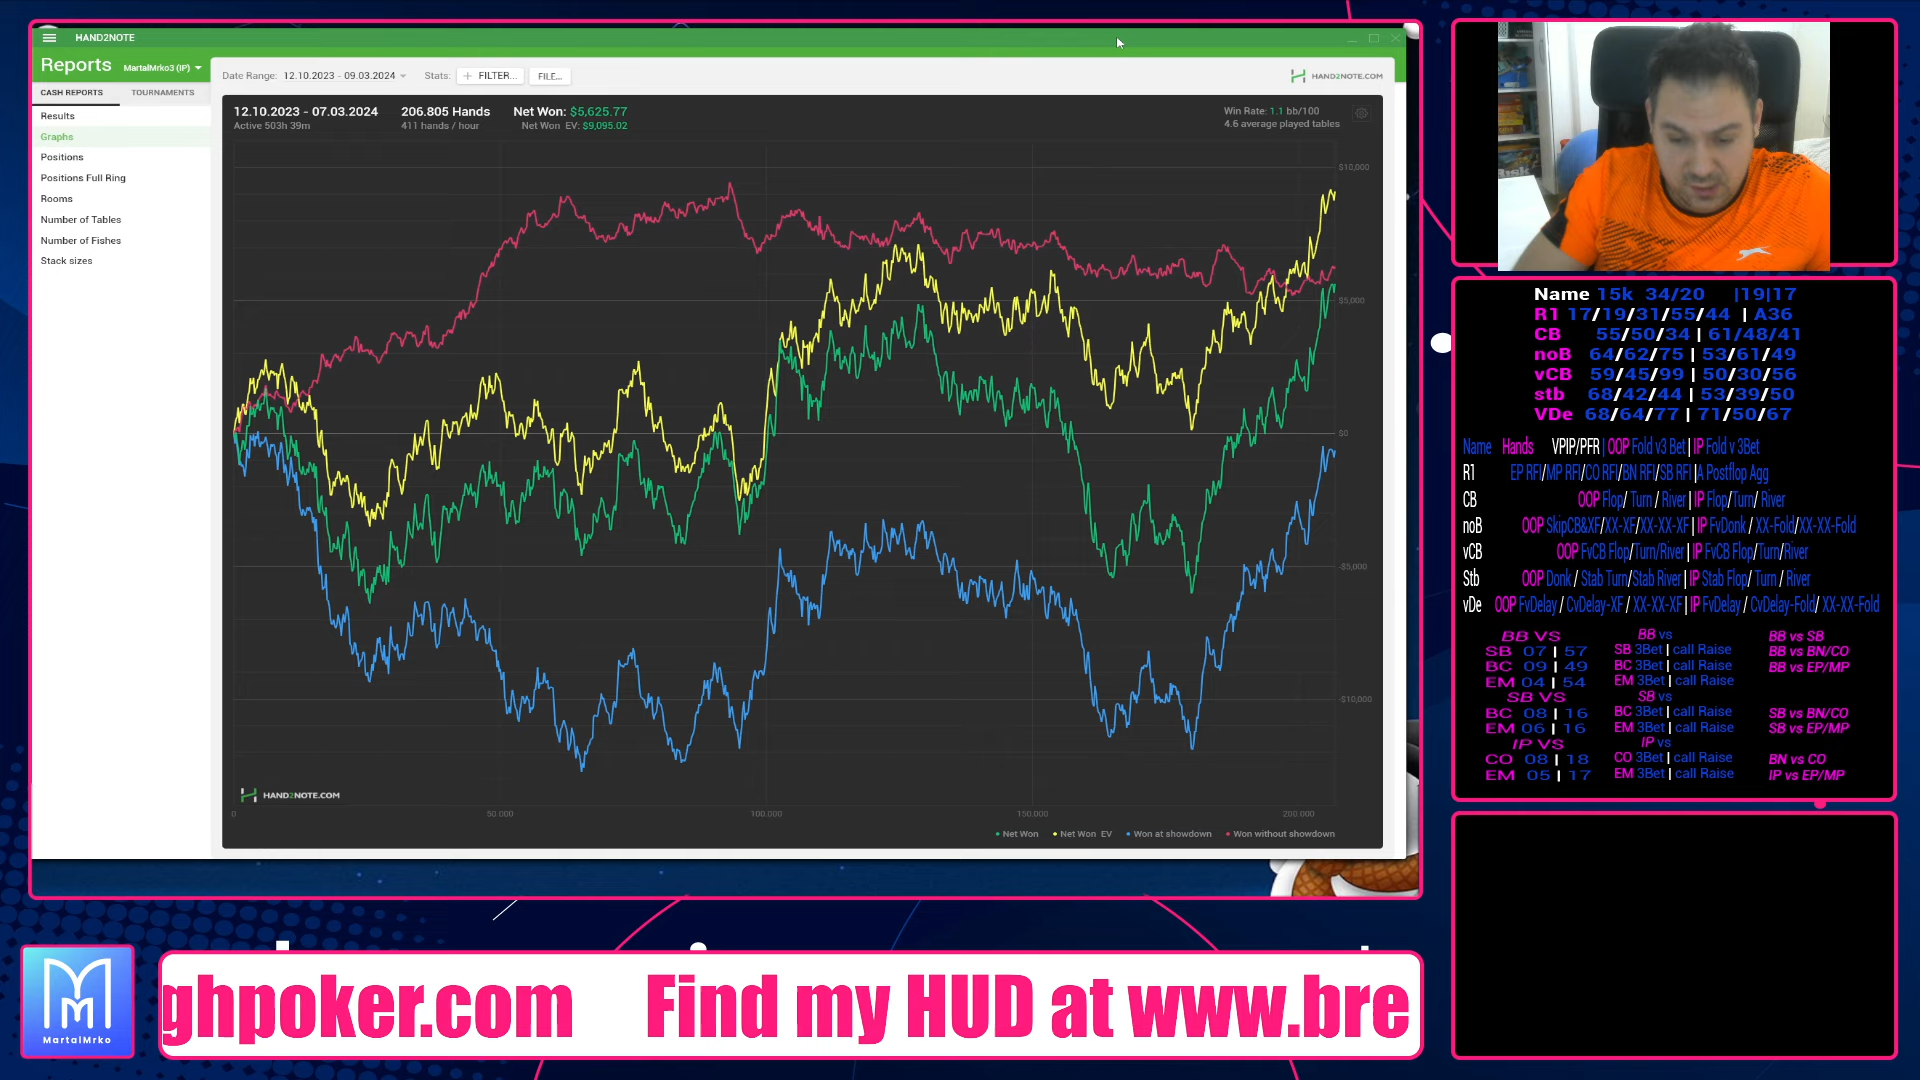 HAND2NOTE
Reports MartalMrko3 (IP)
CASH REPORTS TOURNAMENTS
Results
Graphs
Positions
Positions Full Ring
Rooms
Number of Tables
Number of Fishes
Stack sizes
Date Range: 12.10.2023 - 09.03.2024 Stats: + FILTER... FILE...
HAND2NOTE.COM
12.10.2023 - 07.03.2024 206.805 Hands Net Won: $5,625.77
Active 503h 39m 411 hands / hour Net Won EV: $9,095.02
Win Rate: 1.1 bb/100
4.6 average played tables
$10,000
$5,000
$0
-$5,000
-$10,000
HAND2NOTE.COM
0 50.000 100.000 150.000 200.000
Net Won Net Won EV Won at showdown Won without showdown
Name 15k 34/20 |19|17
R1 17/19/31/55/44 | A36
CB 55/50/34 | 61/48/41
noB 64/62/75 | 53/61/49
vCB 59/45/99 | 50/30/56
stb 68/42/44 | 53/39/50
VDe 68/64/77 | 71/50/67
Name Hands VPIP/PFR | OOP Fold v3 Bet | IP Fold v 3Bet
R1 EP RFI/MP RFI/CO RFI/BN RFI/SB RFI |A Postflop Agg
CB OOP Flop/ Turn / River | IP Flop/Turn/ River
noB OOP SkipCB&XF/XX-XF/XX-XX-XF | IP FvDonk / XX-Fold/XX-XX-Fold
vCB OOP FvCB Flop/Turn/River | IP FvCB Flop/Turn/River
Stb OOP Donk / Stab Turn/Stab River | IP Stab Flop/ Turn / River
vDe OOP FvDelay / CvDelay-XF / XX-XX-XF | IP FvDelay / CvDelay-Fold/ XX-XX-Fold
BB VS BB vs BB vs SB
SB 07 | 57 SB 3Bet | call Raise BB vs BN/CO
BC 09 | 49 BC 3Bet | call Raise BB vs EP/MP
EM 04 | 54 EM 3Bet | call Raise
SB VS SB vs
BC 08 | 16 BC 3Bet | call Raise SB vs BN/CO
EM 06 | 16 EM 3Bet | call Raise SB vs EP/MP
IP VS IP vs
CO 08 | 18 CO 3Bet | call Raise BN vs CO
EM 05 | 17 EM 3Bet | call Raise IP vs EP/MP
MartalMrko
ghpoker.com Find my HUD at www.bre